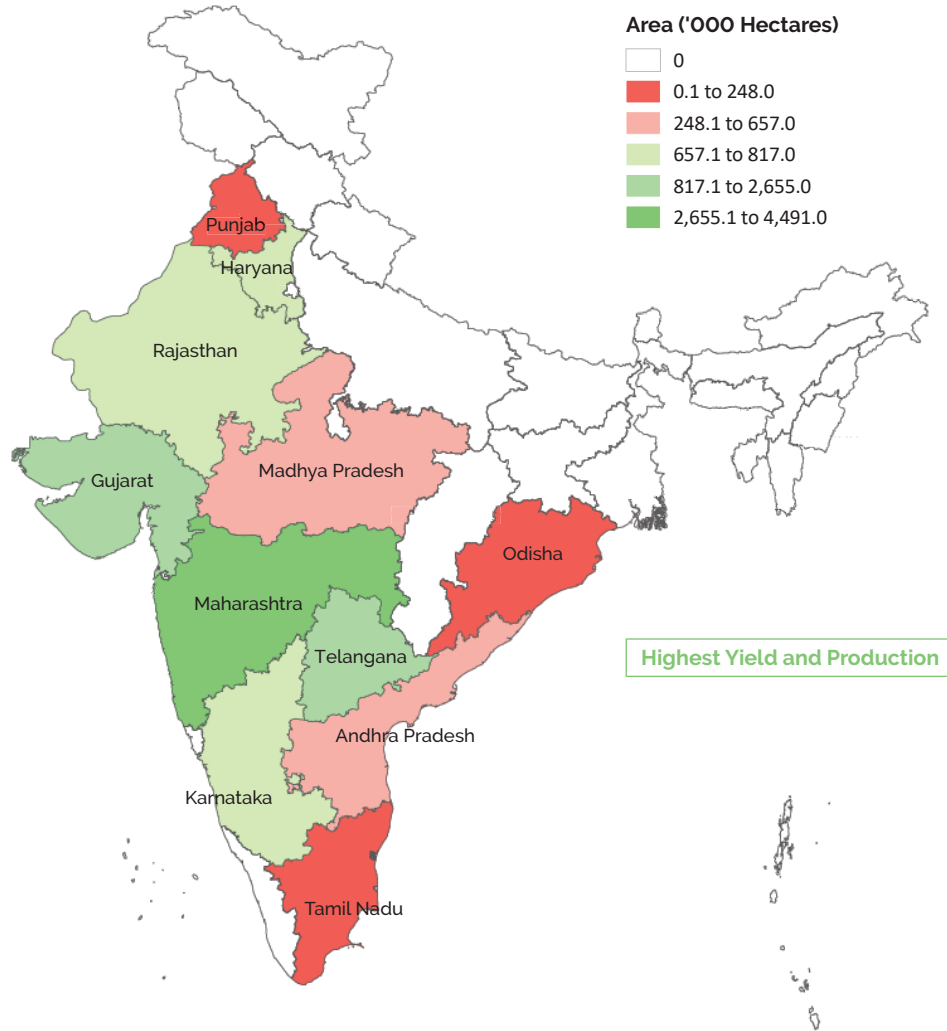 Area ('000 Hectares)
0
0.1 to 248.0
248.1 to 657.0
657.1 to 817.0
817.1 to 2,655.0
2,655.1 to 4,491.0
Punjab
Haryana
Rajasthan
Madhya Pradesh
Gujarat
Odisha
Maharashtra
Telangana
Highest Yield and Production
Andhra Pradesh
Karnataka
Tamil Nadu